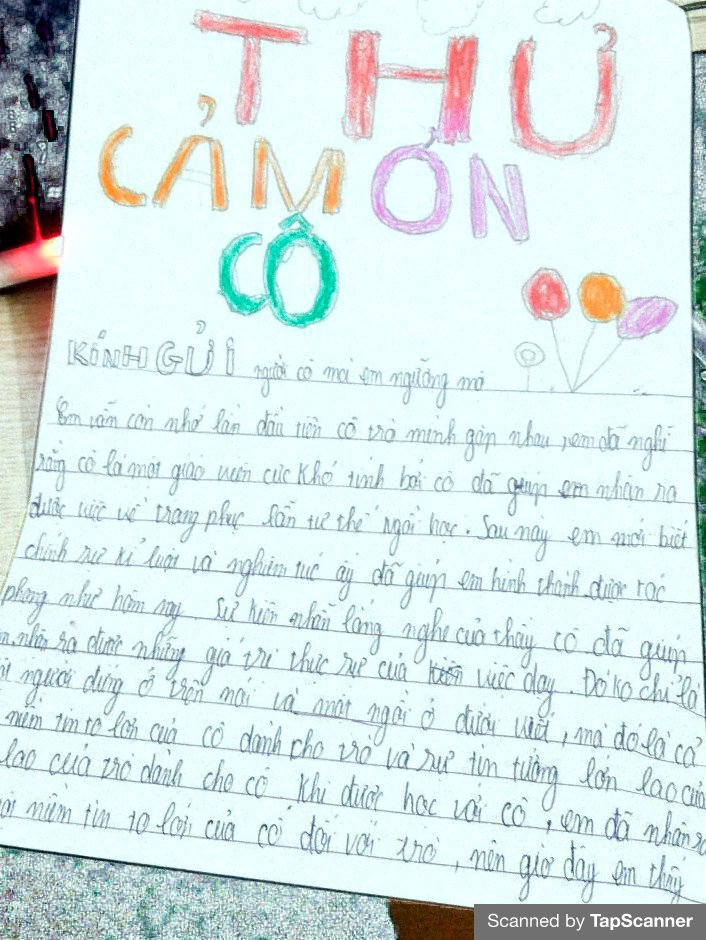 THƯ
CẢM ƠN
CÔ
KÍNH GỬI người cô mà em ngưỡng mộ
Em vẫn còn nhớ lần đầu tiên cô trò mình gặp nhau, em đã nghĩ
rằng cô là một giáo viên cực khó tính bởi cô đã giúp em nhận ra
được việc về trang phục lẫn tư thế ngồi học. Sau này em mới biết
chính sự kỉ luật và nghiêm túc ấy đã giúp em hình thành được tác
phong như hôm nay. Sự kiên nhẫn lắng nghe của thầy cô đã giúp
nhận ra được những giá trị thực sự của việc dạy. Đó ko chỉ là
người đứng ở trên nói và một ngồi ở dưới viết, mà đó là cả
niềm tin to lớn của cô dành cho trò và sự tin tưởng lớn lao của
lao của trò dành cho cô. Khi được học với cô, em đã nhận ra
niềm tin to lớn của cô đối với trò, nên giờ đây em thấy
Scanned by TapScanner